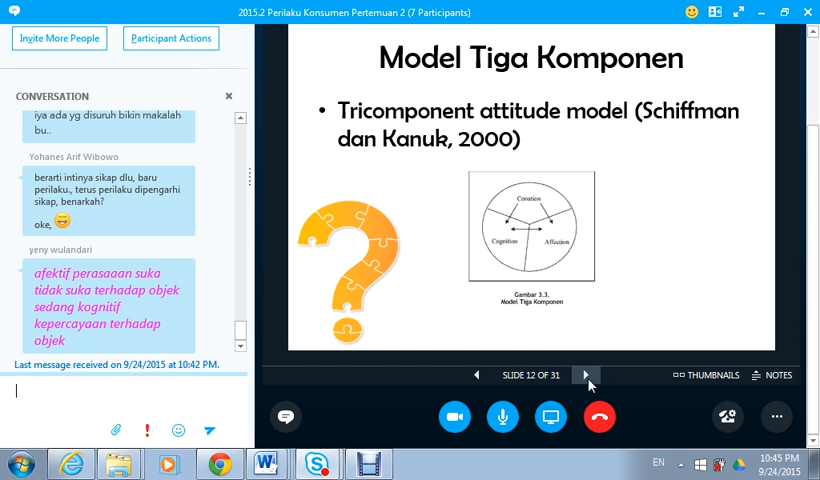 2015.2 Perilaku Konsumen Pertemuan 2 (7 Participants)
Invite More People
Participant Actions
CONVERSATION
iya ada yg disuruh bikin makalah
bu..
Yohanes Arif Wibowo
berarti intinya sikap dlu, baru
perilaku., terus perilaku dipengarhi
sikap, benarkah?
oke,
yeny wulandari
afektif perasaaan suka
tidak suka terhadap objek
sedang kognitif
kepercayaan terhadap
objek
Last message received on 9/24/2015 at 10:42 PM.
Model Tiga Komponen
• Tricomponent attitude model (Schiffman
dan Kanuk, 2000)
Conation
Cognition
Affection
Gambar 3.3.
Model Tiga Komponen
SLIDE 12 OF 31
THUMBNAILS
NOTES
EN
10:45 PM
9/24/2015